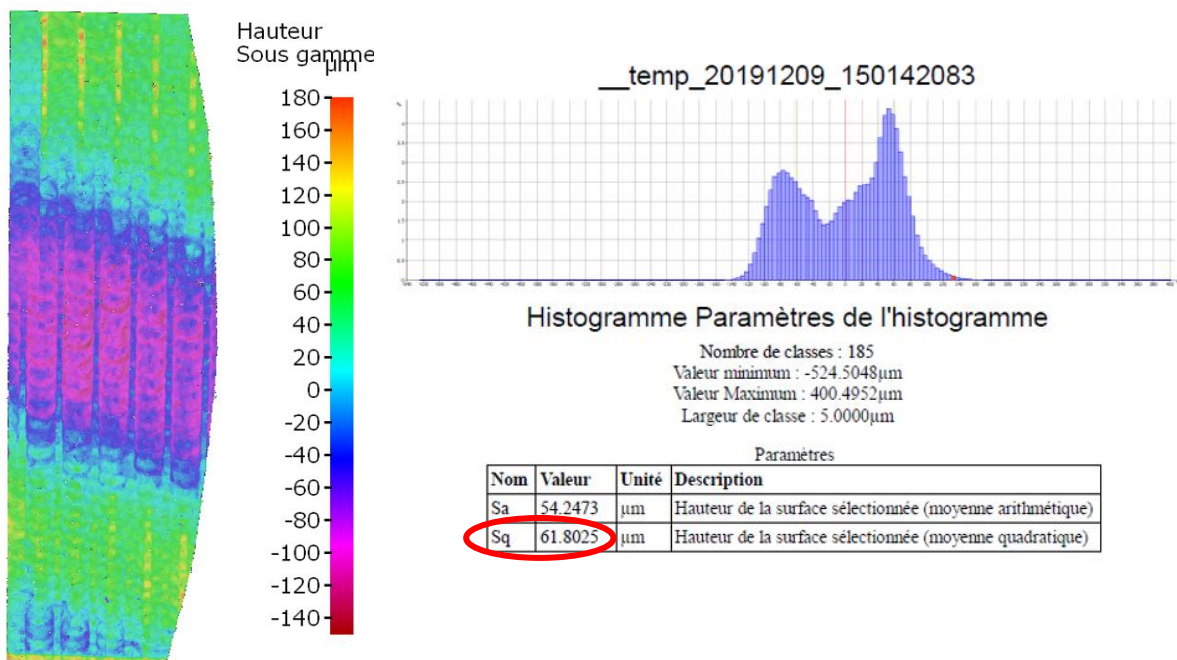 Hauteur
Sous gamme
µm
180
160
140
120
100
80
60
40
20
0
-20
-40
-60
-80
-100
-120
-140
__temp_20191209_150142083
Histogramme Paramètres de l'histogramme
Nombre de classes : 185
Valeur minimum : -524.5048µm
Valeur Maximum : 400.4952µm
Largeur de classe : 5.0000µm
Paramètres
Nom Valeur Unité Description
Sa 54.2473 µm Hauteur de la surface sélectionnée (moyenne arithmétique)
Sq 61.8025 µm Hauteur de la surface sélectionnée (moyenne quadratique)